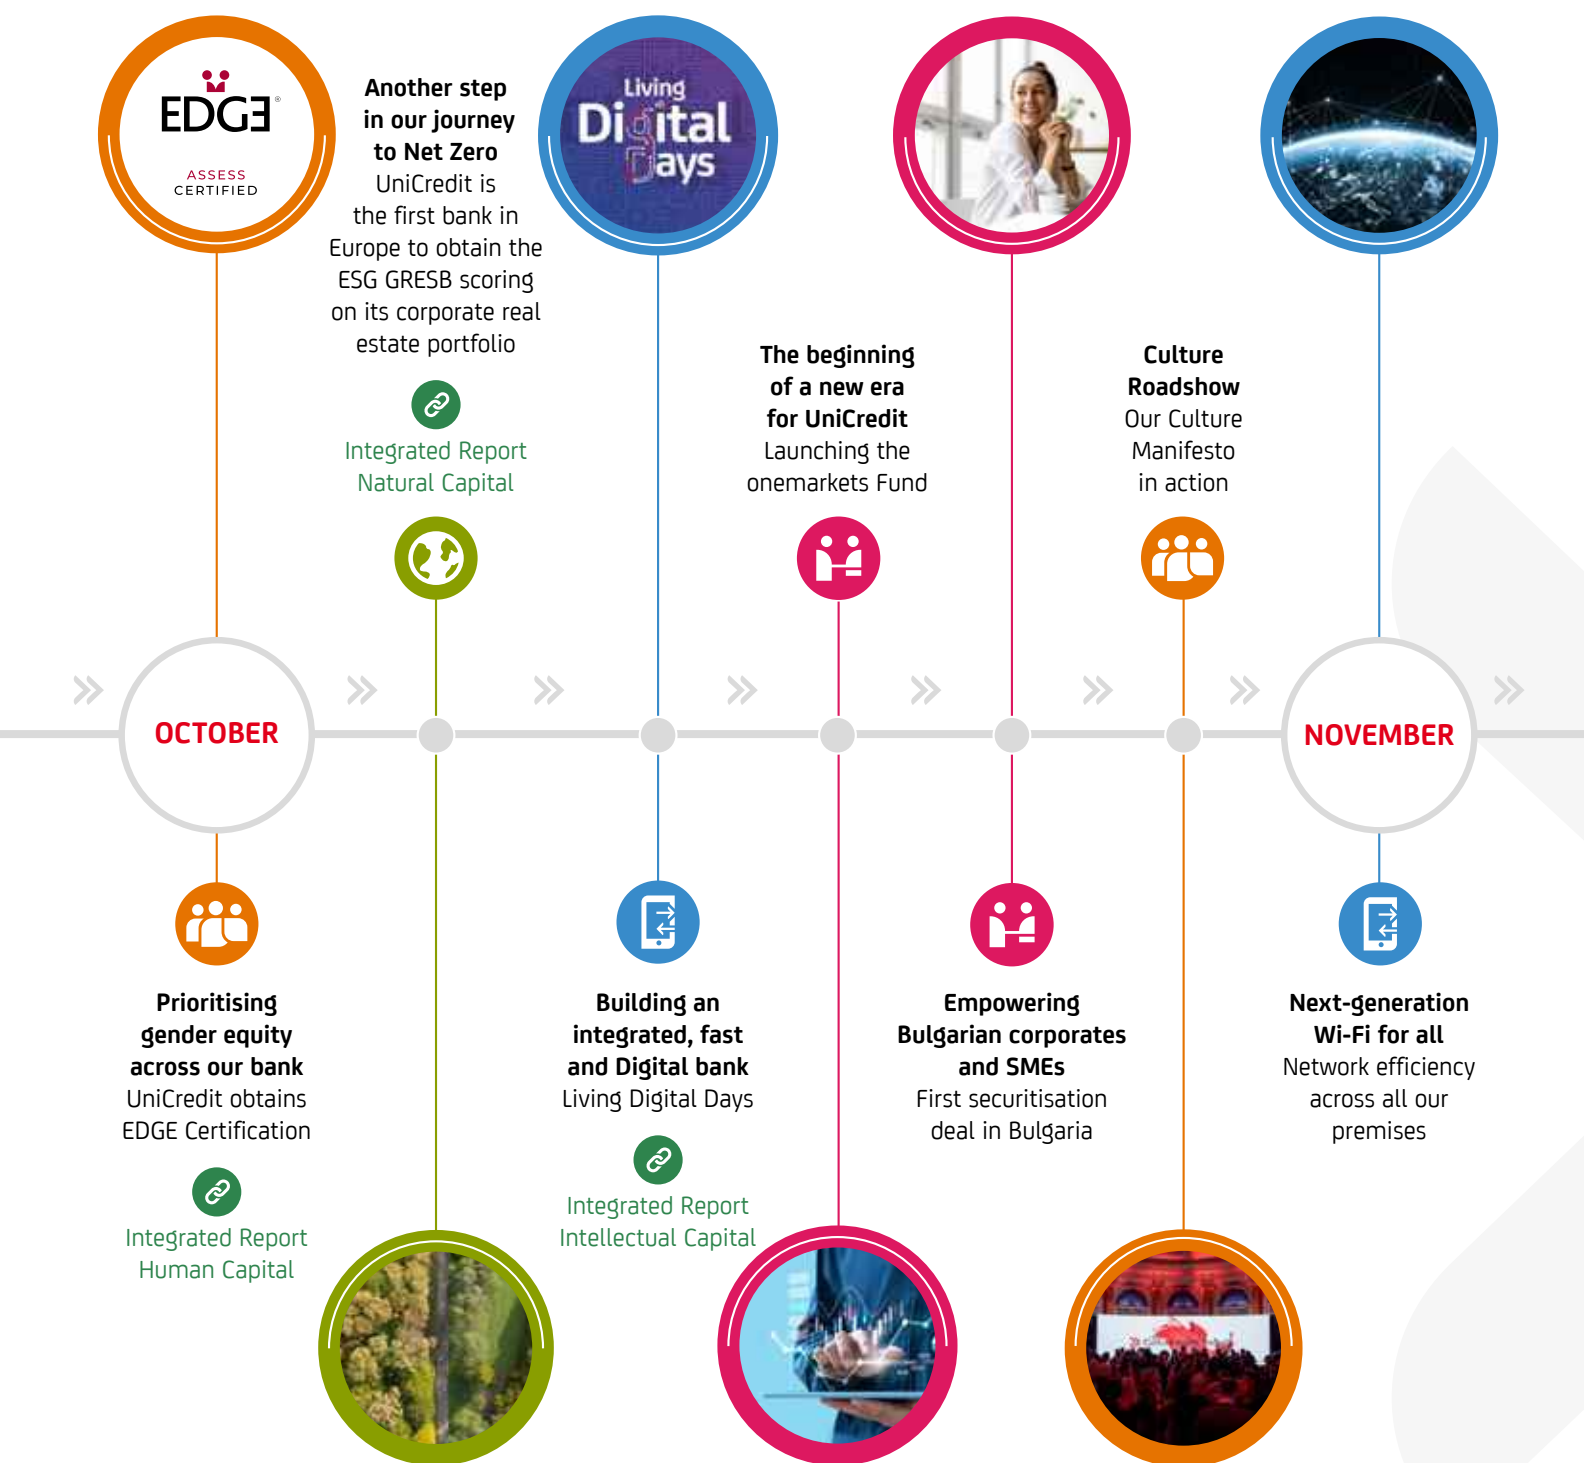 EDGE®
ASSESS
CERTIFIED
Another step
in our journey
to Net Zero
UniCredit is
the first bank in
Europe to obtain the
ESG GRESB scoring
on its corporate real
estate portfolio
Integrated Report
Natural Capital
Living
Digital
Days
The beginning
of a new era
for UniCredit
Launching the
onemarkets Fund
Culture
Roadshow
Our Culture
Manifesto
in action
OCTOBER
NOVEMBER
Prioritising
gender equity
across our bank
UniCredit obtains
EDGE Certification
Integrated Report
Human Capital
Building an
integrated, fast
and Digital bank
Living Digital Days
Integrated Report
Intellectual Capital
Empowering
Bulgarian corporates
and SMEs
First securitisation
deal in Bulgaria
Next-generation
Wi-Fi for all
Network efficiency
across all our
premises